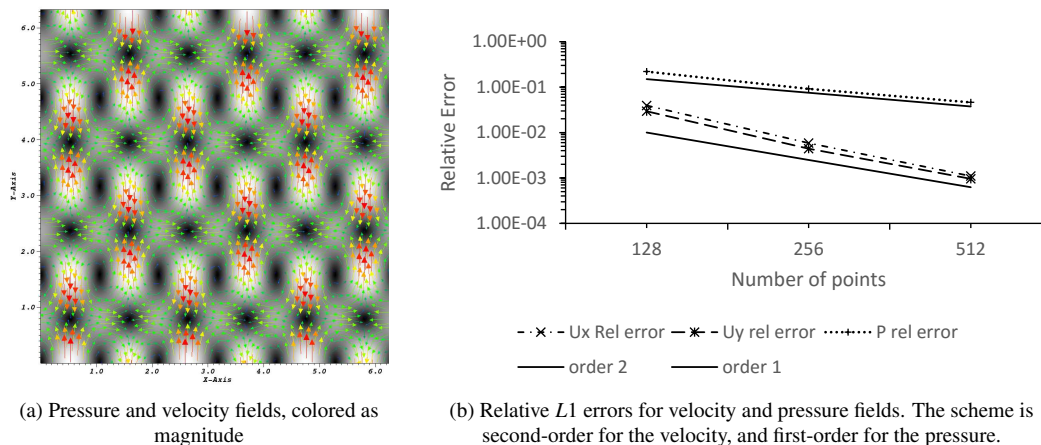 6.0
5.0
4.0
3.0
2.0
1.0
Y-Axis
1.0 2.0 3.0 4.0 5.0 6.0
X-Axis
(a) Pressure and velocity fields, colored as
magnitude
1.00E+00
1.00E-01
1.00E-02
1.00E-03
1.00E-04
Relative Error
128 256 512
Number of points
Ux Rel error Uy rel error P rel error
order 2 order 1
(b) Relative L1 errors for velocity and pressure fields. The scheme is
second-order for the velocity, and first-order for the pressure.